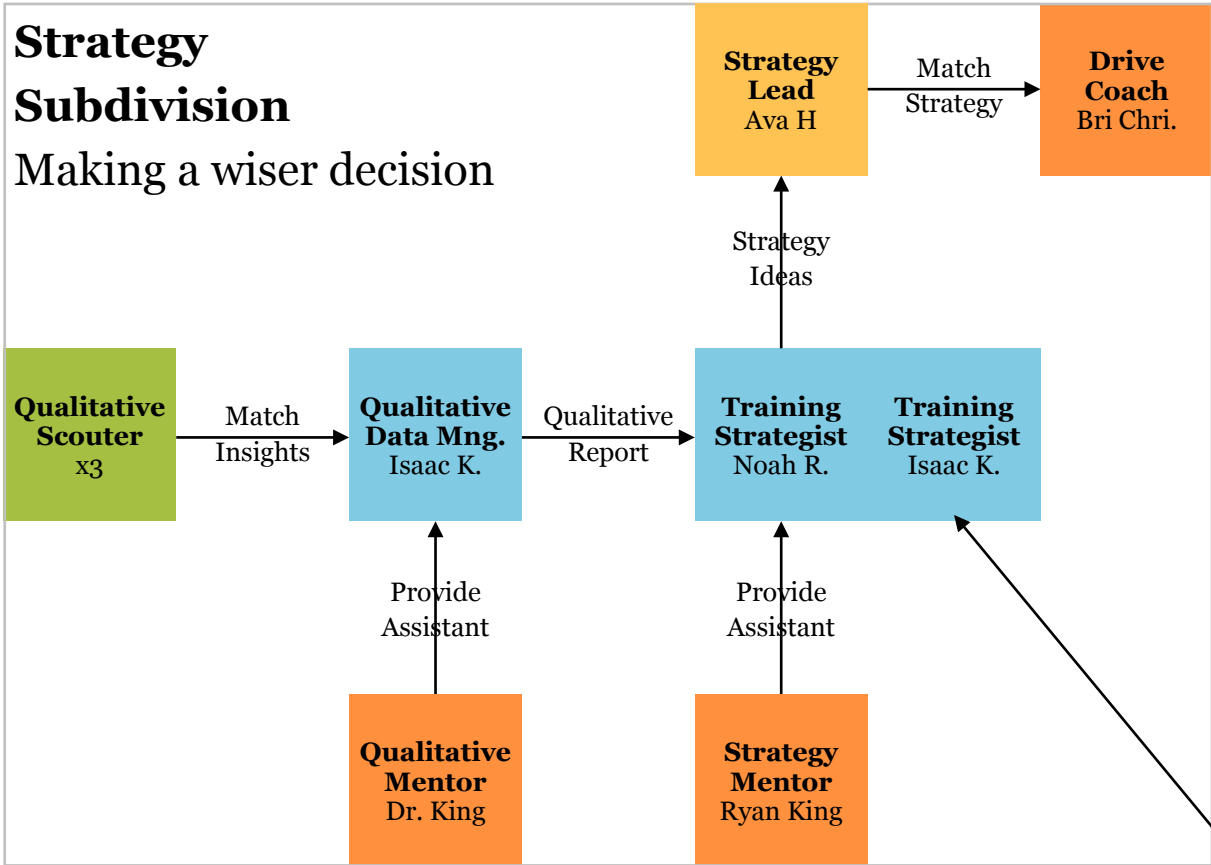 Strategy
Subdivision
Making a wiser decision
Strategy
Lead
Ava H
Match
Strategy
Drive
Coach
Bri Chri.
Strategy
Ideas
Qualitative
Scouter
x3
Match
Insights
Qualitative
Data Mng.
Isaac K.
Qualitative
Report
Training
Strategist
Noah R.
Training
Strategist
Isaac K.
Provide
Assistant
Provide
Assistant
Qualitative
Mentor
Dr. King
Strategy
Mentor
Ryan King